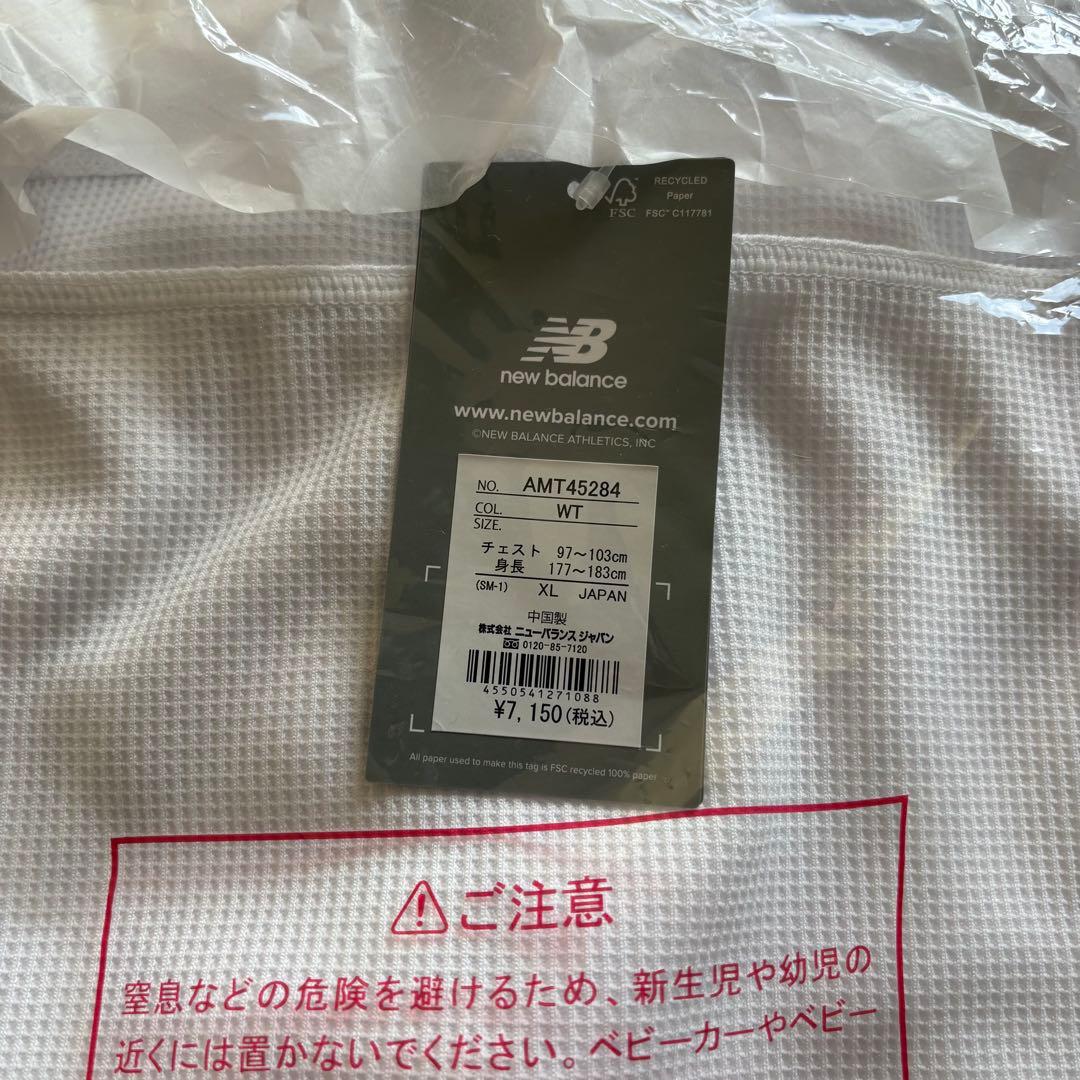 FSC
RECYCLED
Paper
FSC™ C117781
NB
new balance
www.newbalance.com
©NEW BALANCE ATHLETICS, INC
NO. AMT45284
COL. WT
SIZE.
チェスト 97～103cm
身長 177～183cm
(SM-1) XL JAPAN
中国製
株式会社 ニューバランス ジャパン
0120-85-7120
4550541271088
¥7,150(税込)
All paper used to make this tag is FSC recycled 100% paper
ご注意
窒息などの危険を避けるため、新生児や幼児の
近くには置かないでください。ベビーカーやベビー